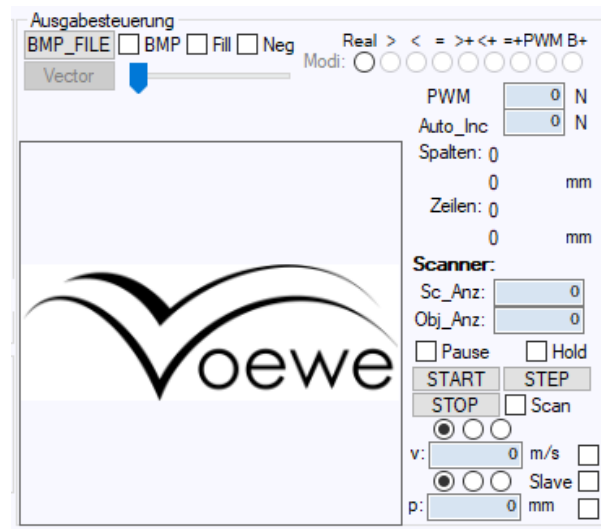 Ausgabesteuerung
BMP_FILE BMP Fill Neg
Real > < = >+ <+ =+ PWM B+
Modi:
Vector
PWM 0 N
Auto_Inc 0 N
Spalten: 0
0 mm
Zeilen: 0
0 mm
Scanner:
Sc_Anz: 0
Obj_Anz: 0
Pause Hold
START STEP
STOP Scan
v: 0 m/s
Slave
p: 0 mm
Voewe